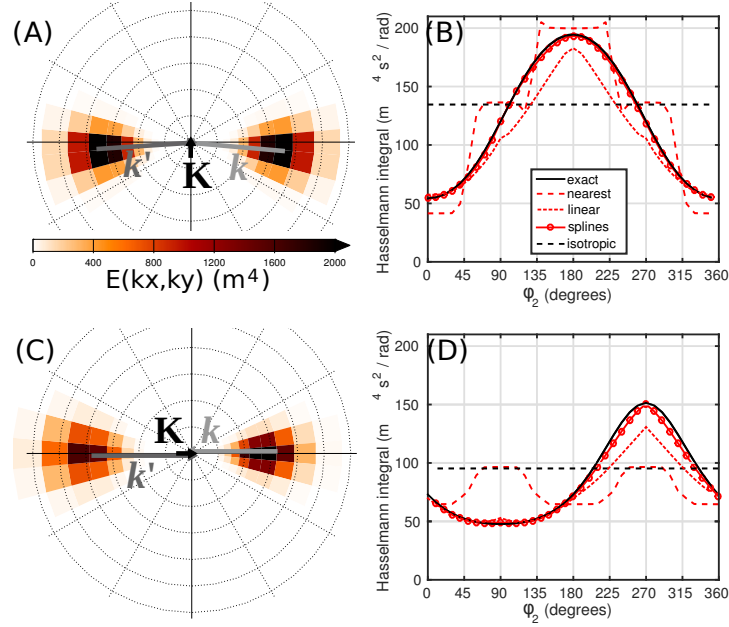 (A)
k'
K
k
0 400 800 1200 1600 2000
E(kx,ky) (m⁴)
(B)
Hasselmann integral (m⁴ s² / rad)
200
150
100
50
0
exact
nearest
linear
splines
isotropic
0 45 90 135 180 225 270 315 360
φ₂ (degrees)
(C)
K k
k'
(D)
Hasselmann integral (m⁴ s² / rad)
200
150
100
50
0
0 45 90 135 180 225 270 315 360
φ₂ (degrees)